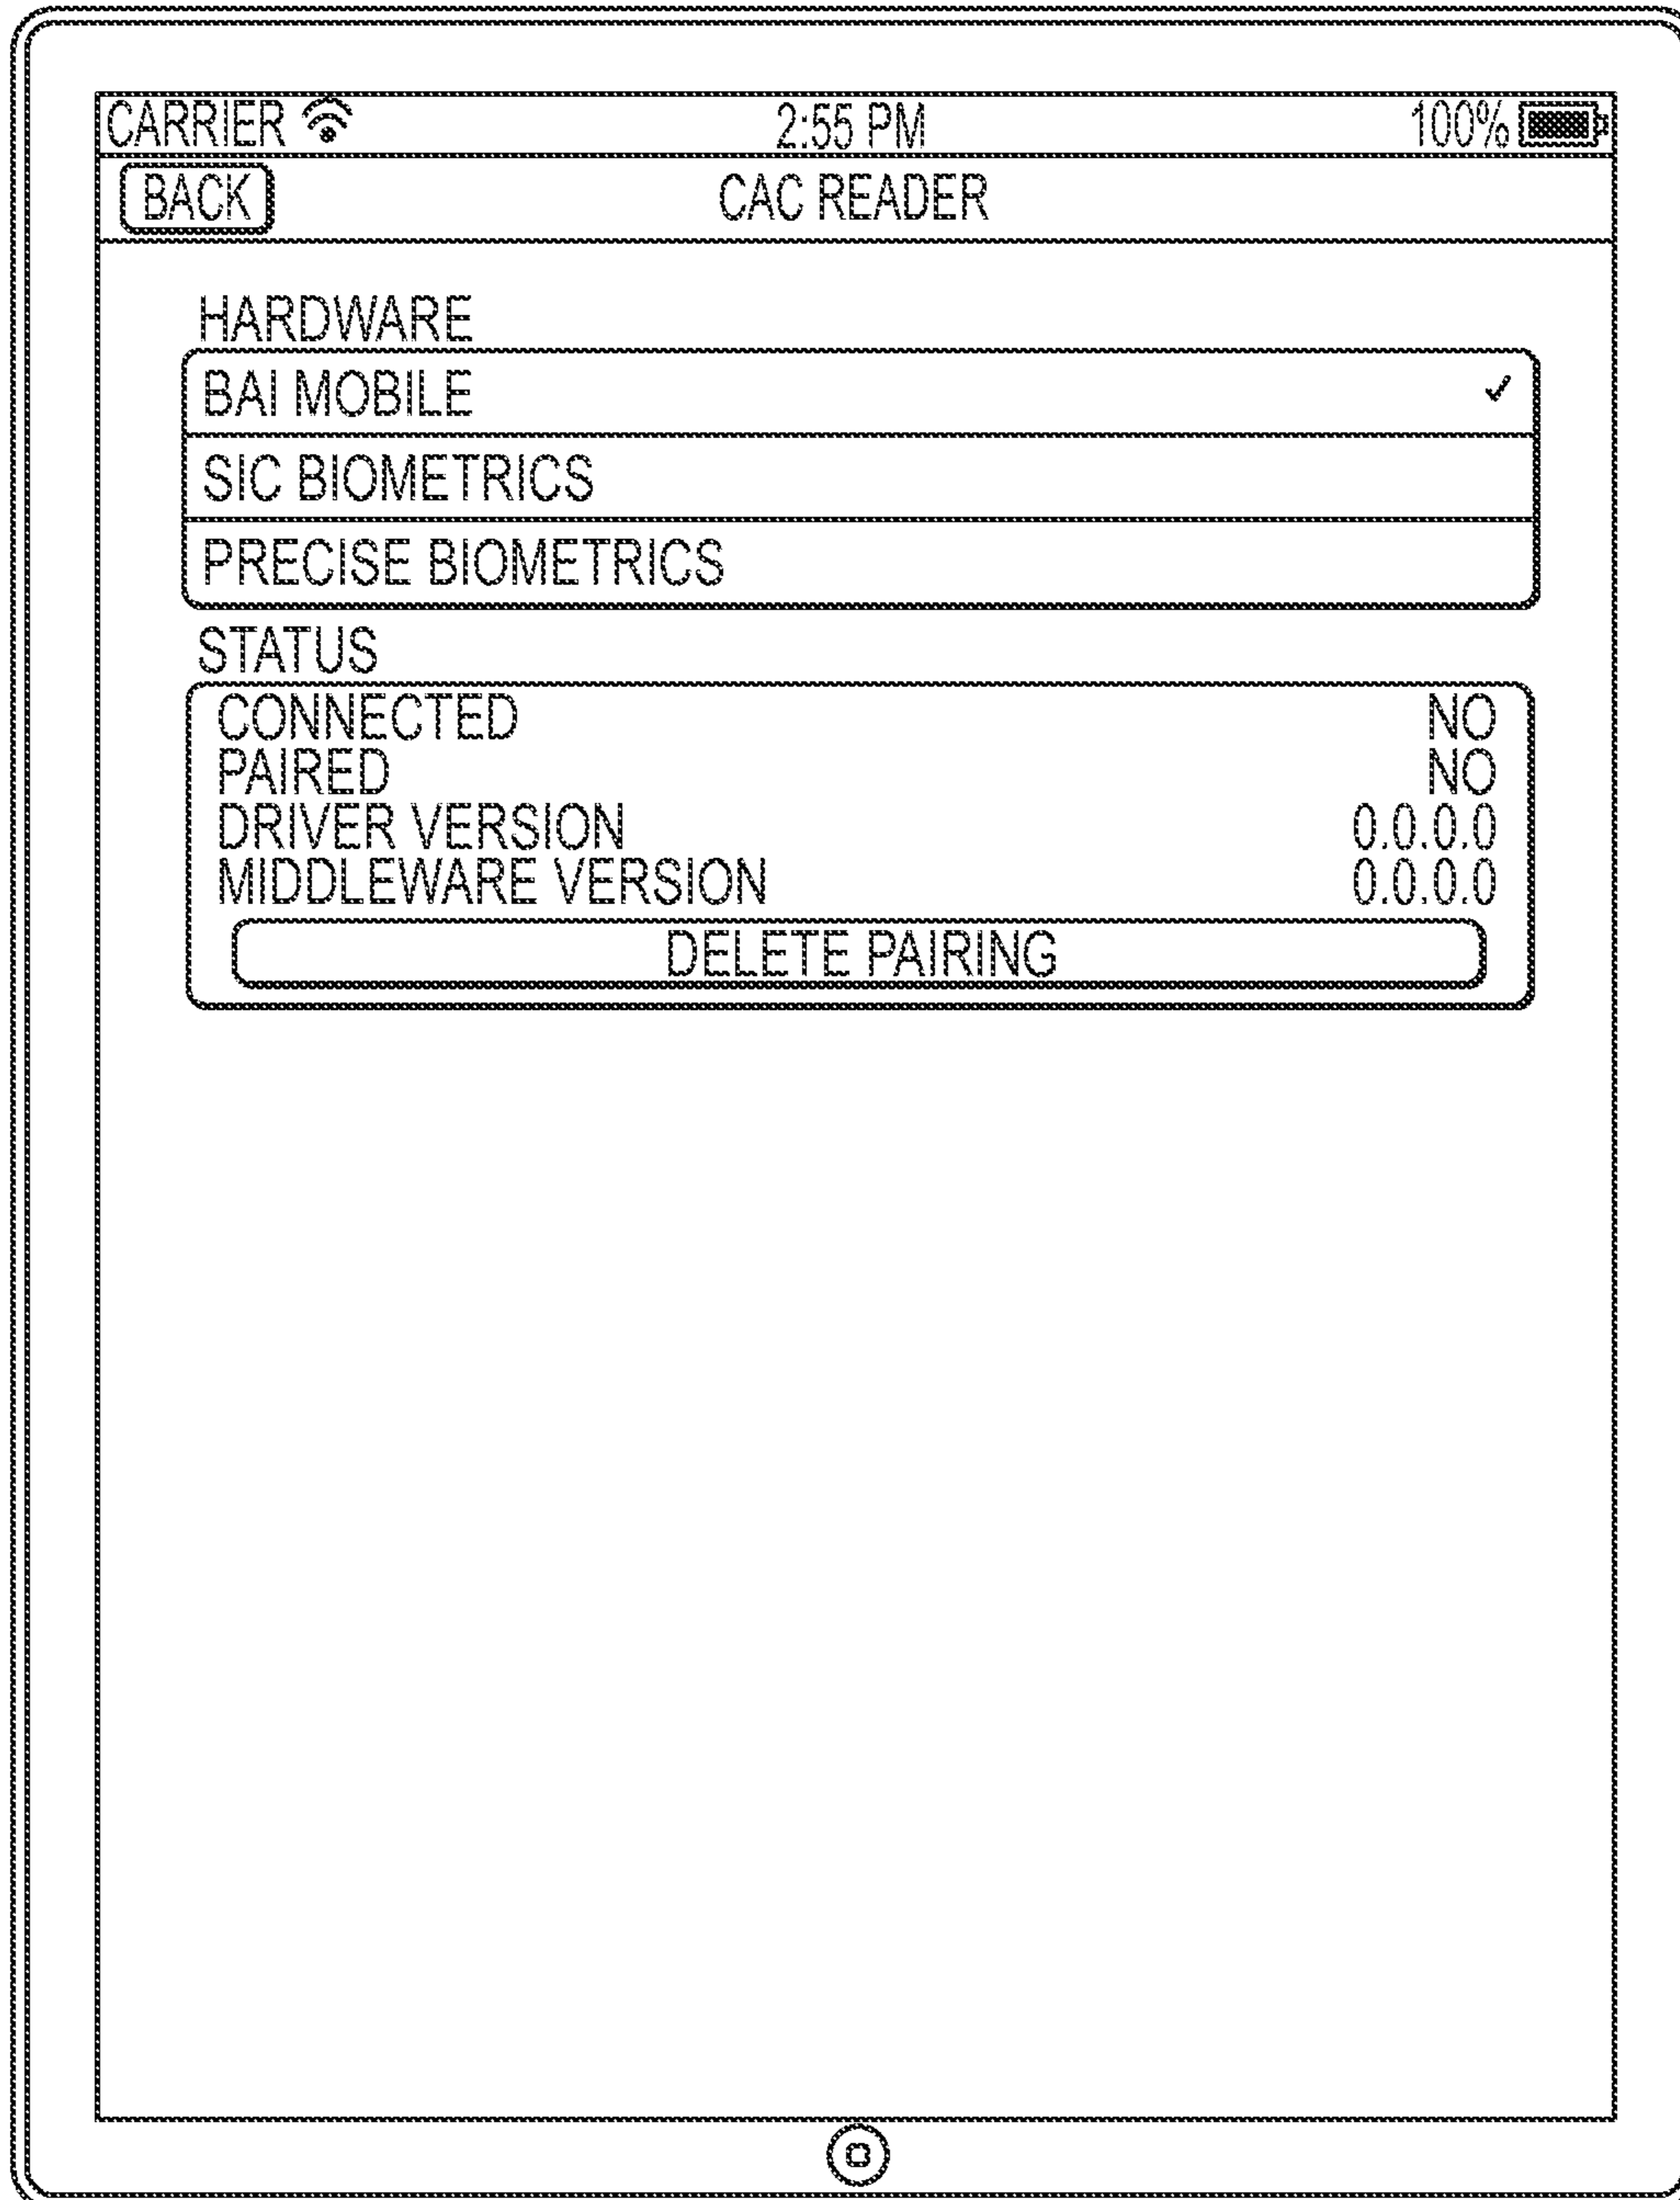 CARRIER 2:55 PM 100%
BACK CAC READER
HARDWARE
BAI MOBILE ✓
SIC BIOMETRICS
PRECISE BIOMETRICS
STATUS
CONNECTED NO
PAIRED NO
DRIVER VERSION 0.0.0.0
MIDDLEWARE VERSION 0.0.0.0
DELETE PAIRING